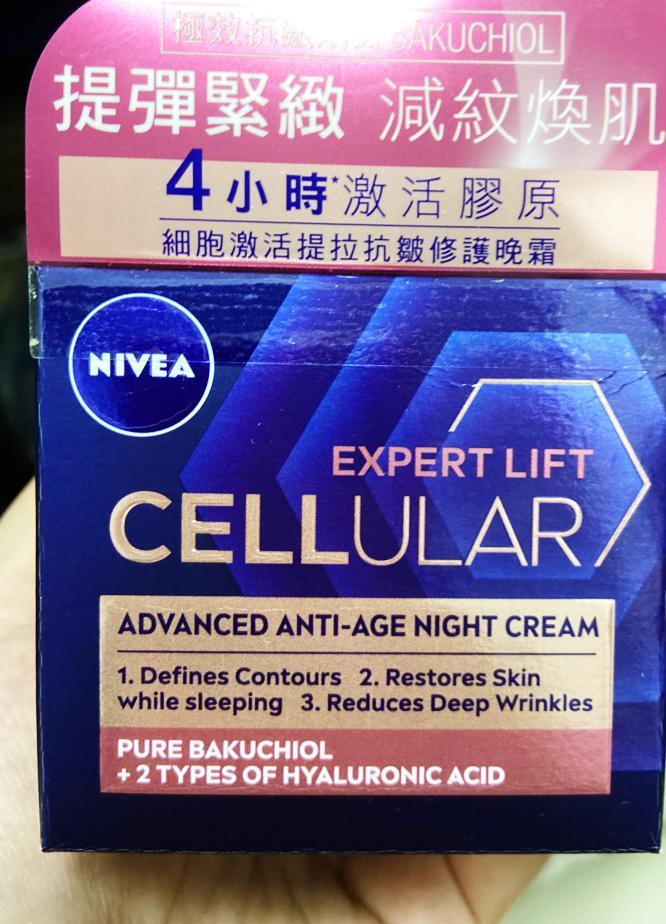 極效抗 BAKUCHIOL
提彈緊緻 減紋煥肌
4小時*激活膠原
細胞激活提拉抗皺修護晚霜
NIVEA
EXPERT LIFT
CELLULAR
ADVANCED ANTI-AGE NIGHT CREAM
1. Defines Contours 2. Restores Skin
while sleeping 3. Reduces Deep Wrinkles
PURE BAKUCHIOL
+ 2 TYPES OF HYALURONIC ACID